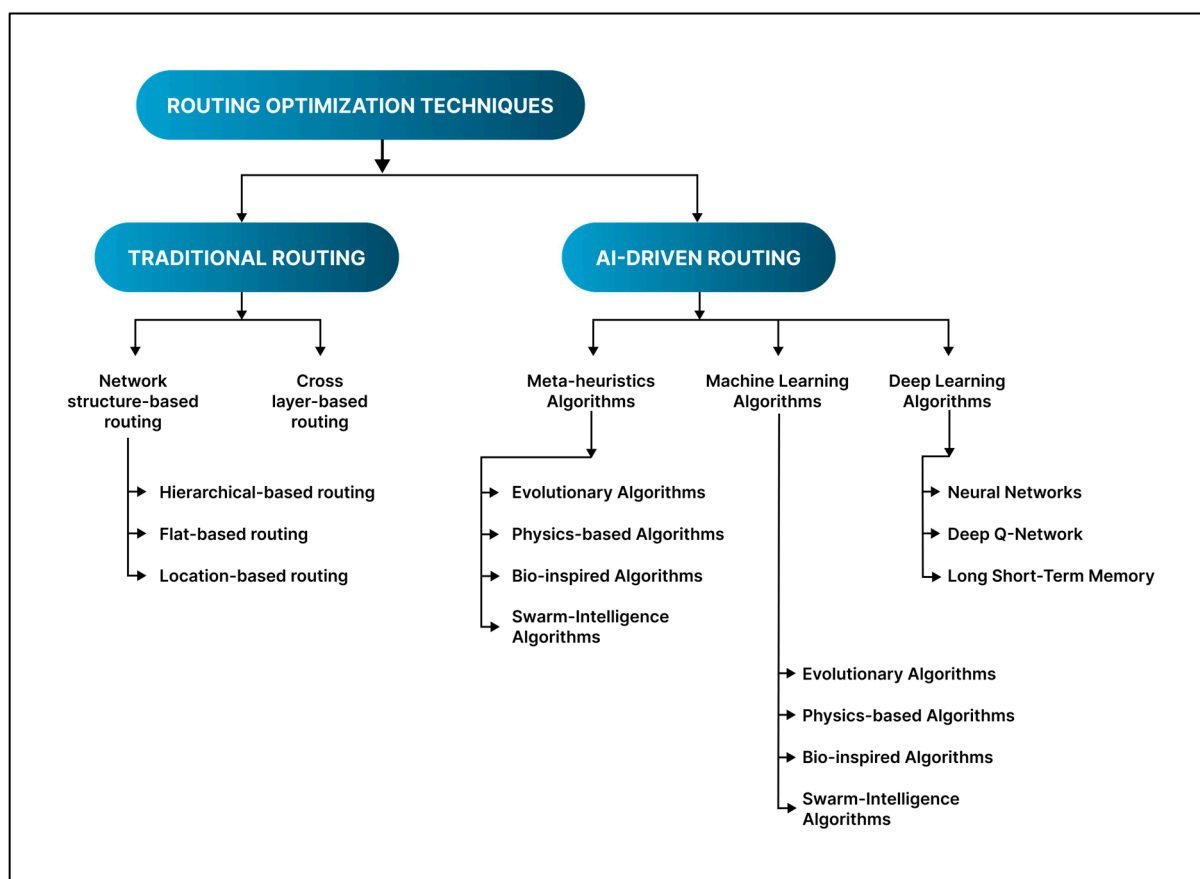 ROUTING OPTIMIZATION TECHNIQUES
TRADITIONAL ROUTING
AI-DRIVEN ROUTING
Network
structure-based
routing
Cross
layer-based
routing
Meta-heuristics
Algorithms
Machine Learning
Algorithms
Deep Learning
Algorithms
Hierarchical-based routing
Flat-based routing
Location-based routing
Evolutionary Algorithms
Physics-based Algorithms
Bio-inspired Algorithms
Swarm-Intelligence
Algorithms
Evolutionary Algorithms
Physics-based Algorithms
Bio-inspired Algorithms
Swarm-Intelligence
Algorithms
Neural Networks
Deep Q-Network
Long Short-Term Memory